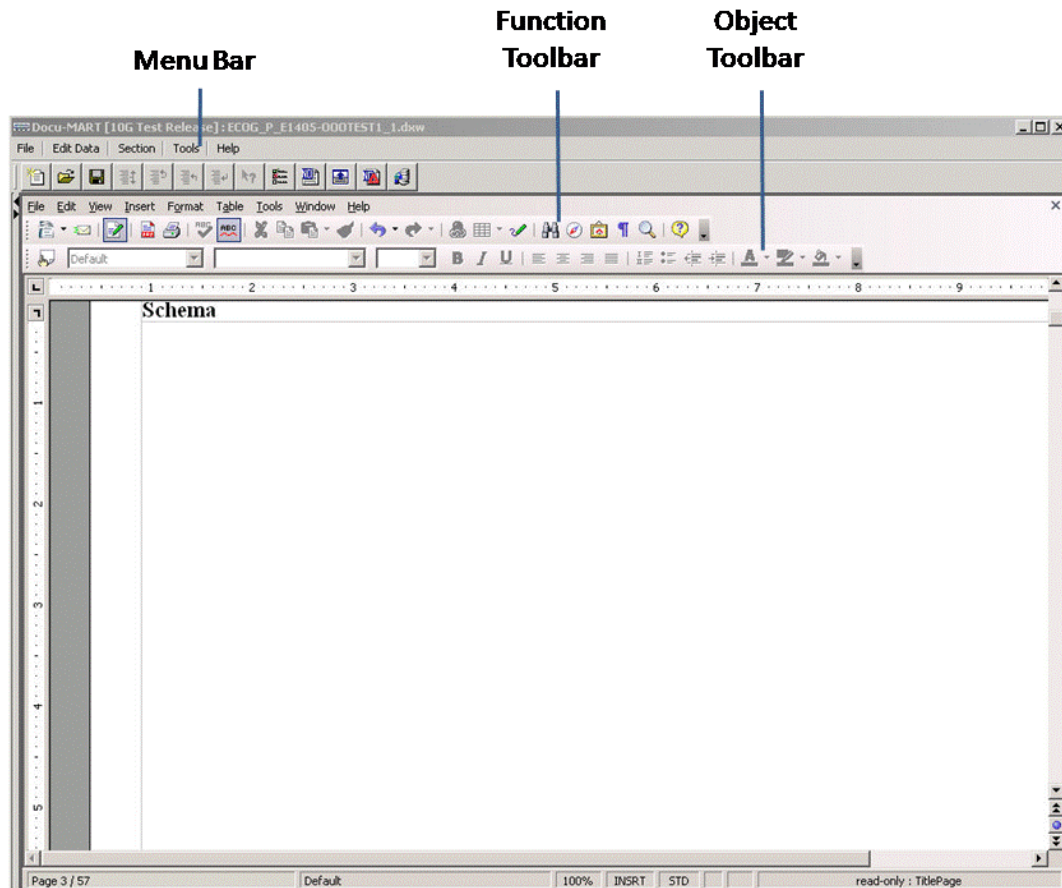 Function Toolbar
Object Toolbar
Menu Bar
Docu-MART [10G Test Release] : ECOG_P_E1405-000TEST1_1.dxw
File Edit Data Section Tools Help
File Edit View Insert Format Table Tools Window Help
Default
B I U A
1 2 3 4 5 6 7 8 9
Schema
1
2
3
4
5
Page 3 / 57 Default 100% INSRT STD read-only : TitlePage